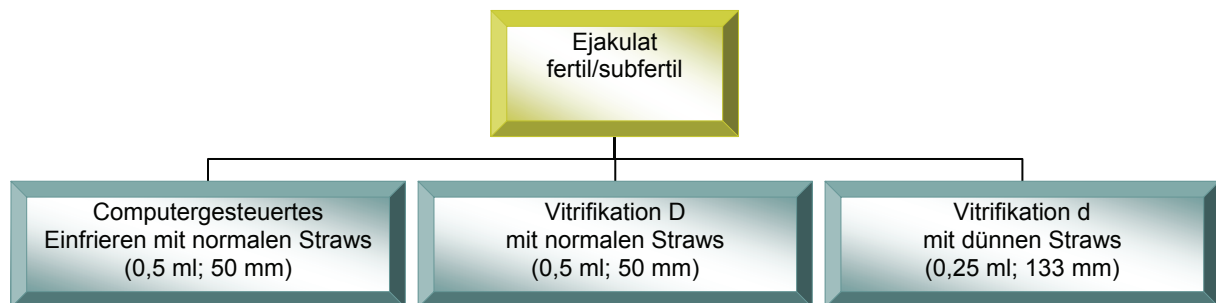 Ejakulat
fertil/subfertil
Computergesteuertes
Einfrieren mit normalen Straws
(0,5 ml; 50 mm)
Vitrifikation D
mit normalen Straws
(0,5 ml; 50 mm)
Vitrifikation d
mit dünnen Straws
(0,25 ml; 133 mm)